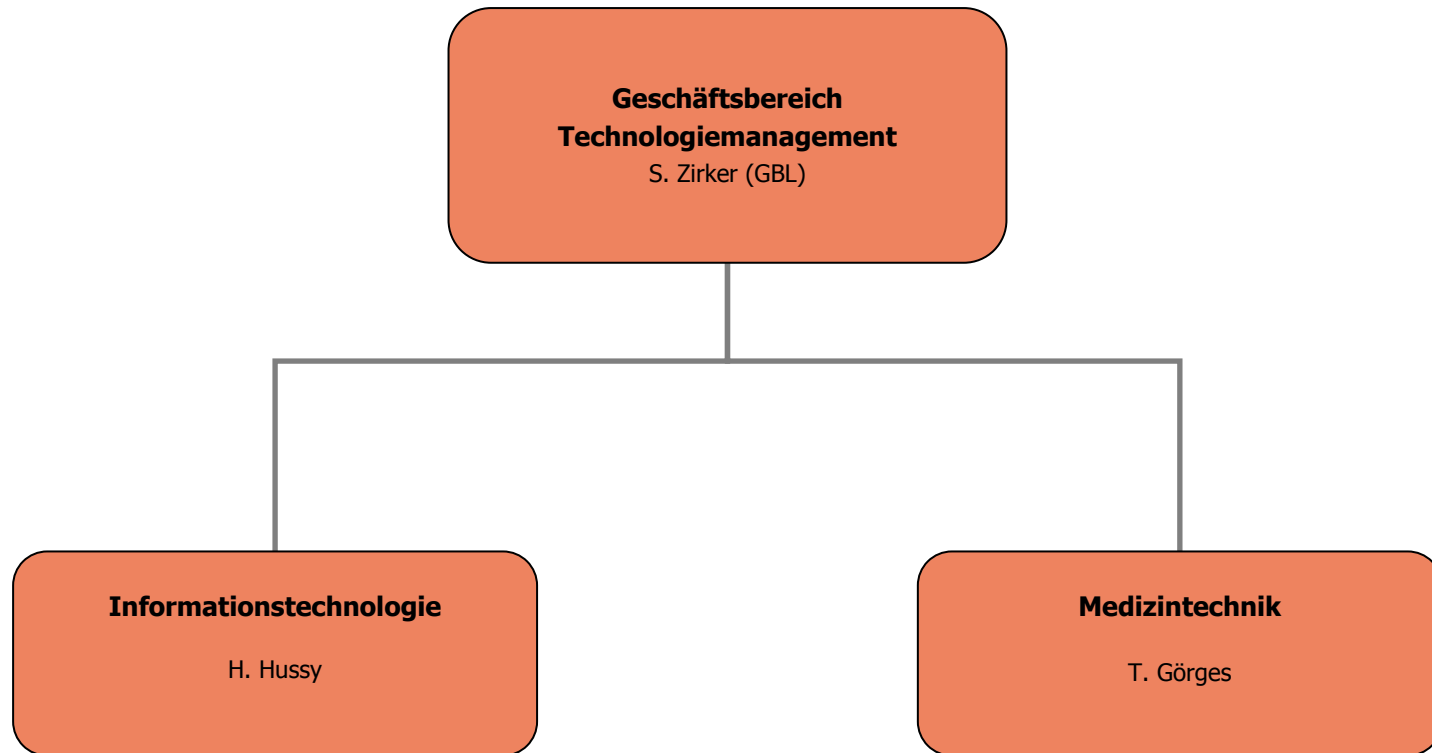 Geschäftsbereich
Technologiemanagement
S. Zirker (GBL)
Informationstechnologie
H. Hussy
Medizintechnik
T. Görges